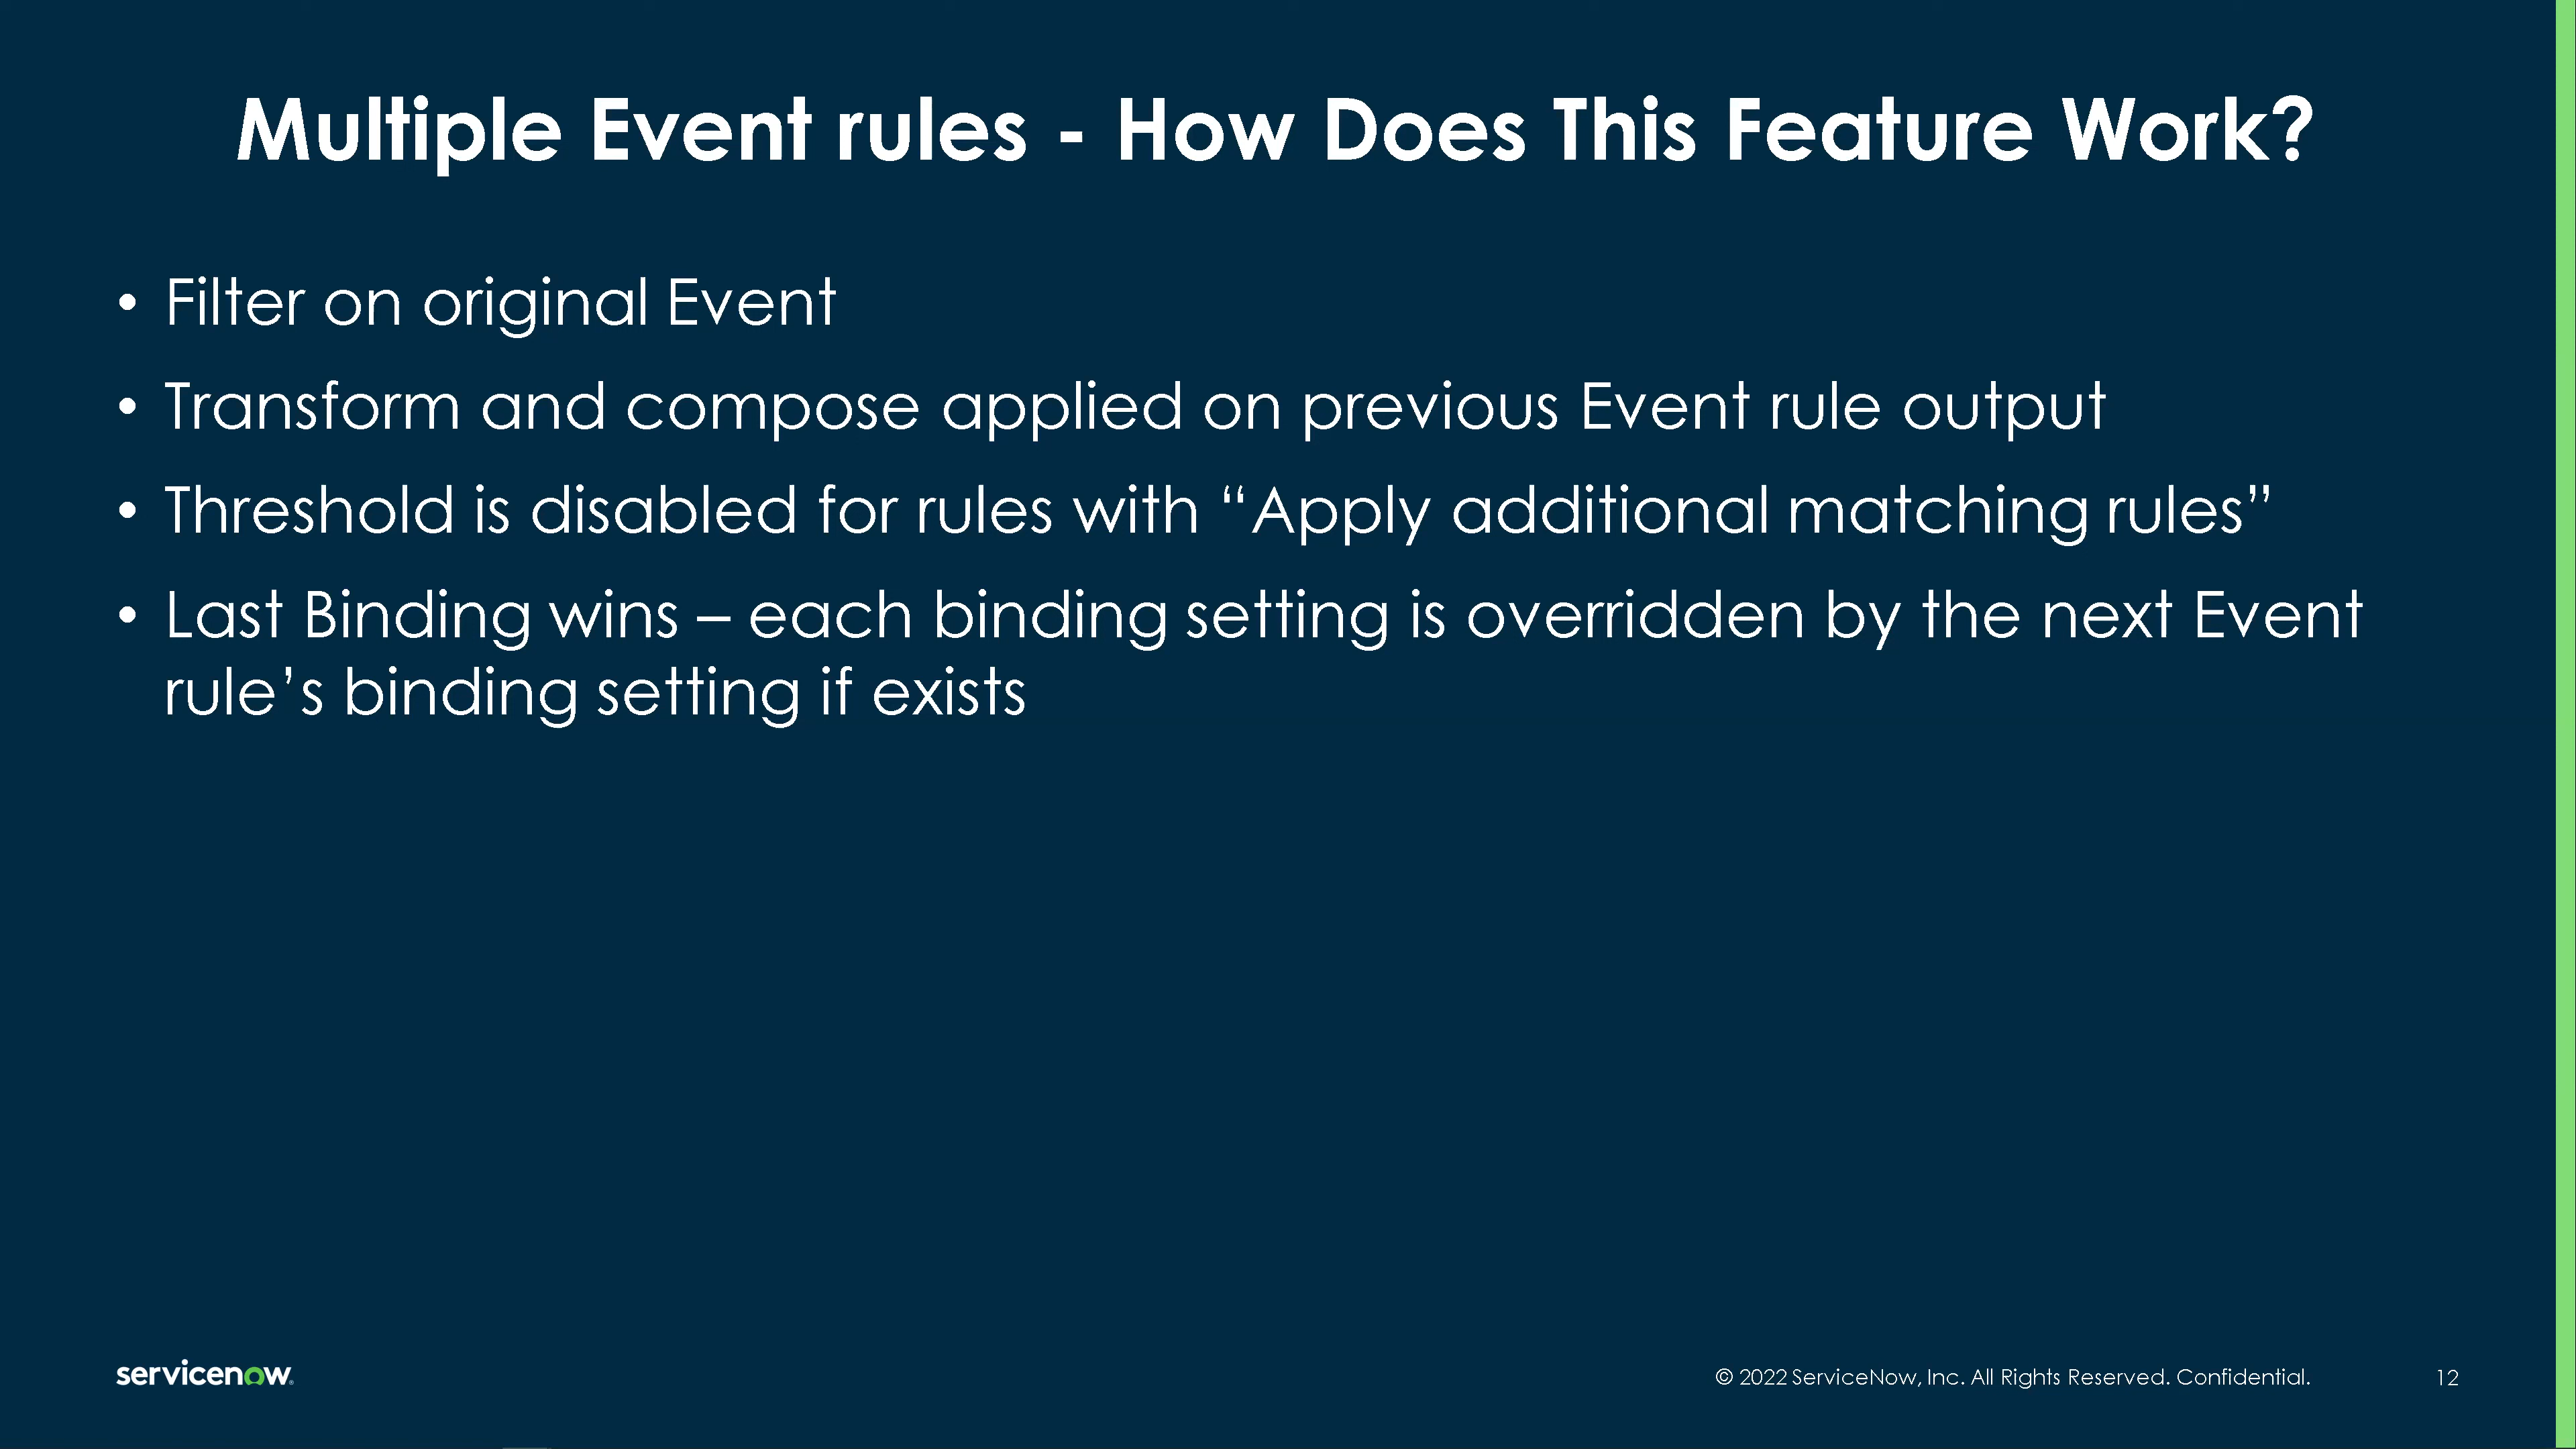 Multiple Event rules - How Does This Feature Work?
• Filter on original Event
• Transform and compose applied on previous Event rule output
• Threshold is disabled for rules with “Apply additional matching rules”
• Last Binding wins – each binding setting is overridden by the next Event
rule’s binding setting if exists
servicenow.
© 2022 ServiceNow, Inc. All Rights Reserved. Confidential.
12